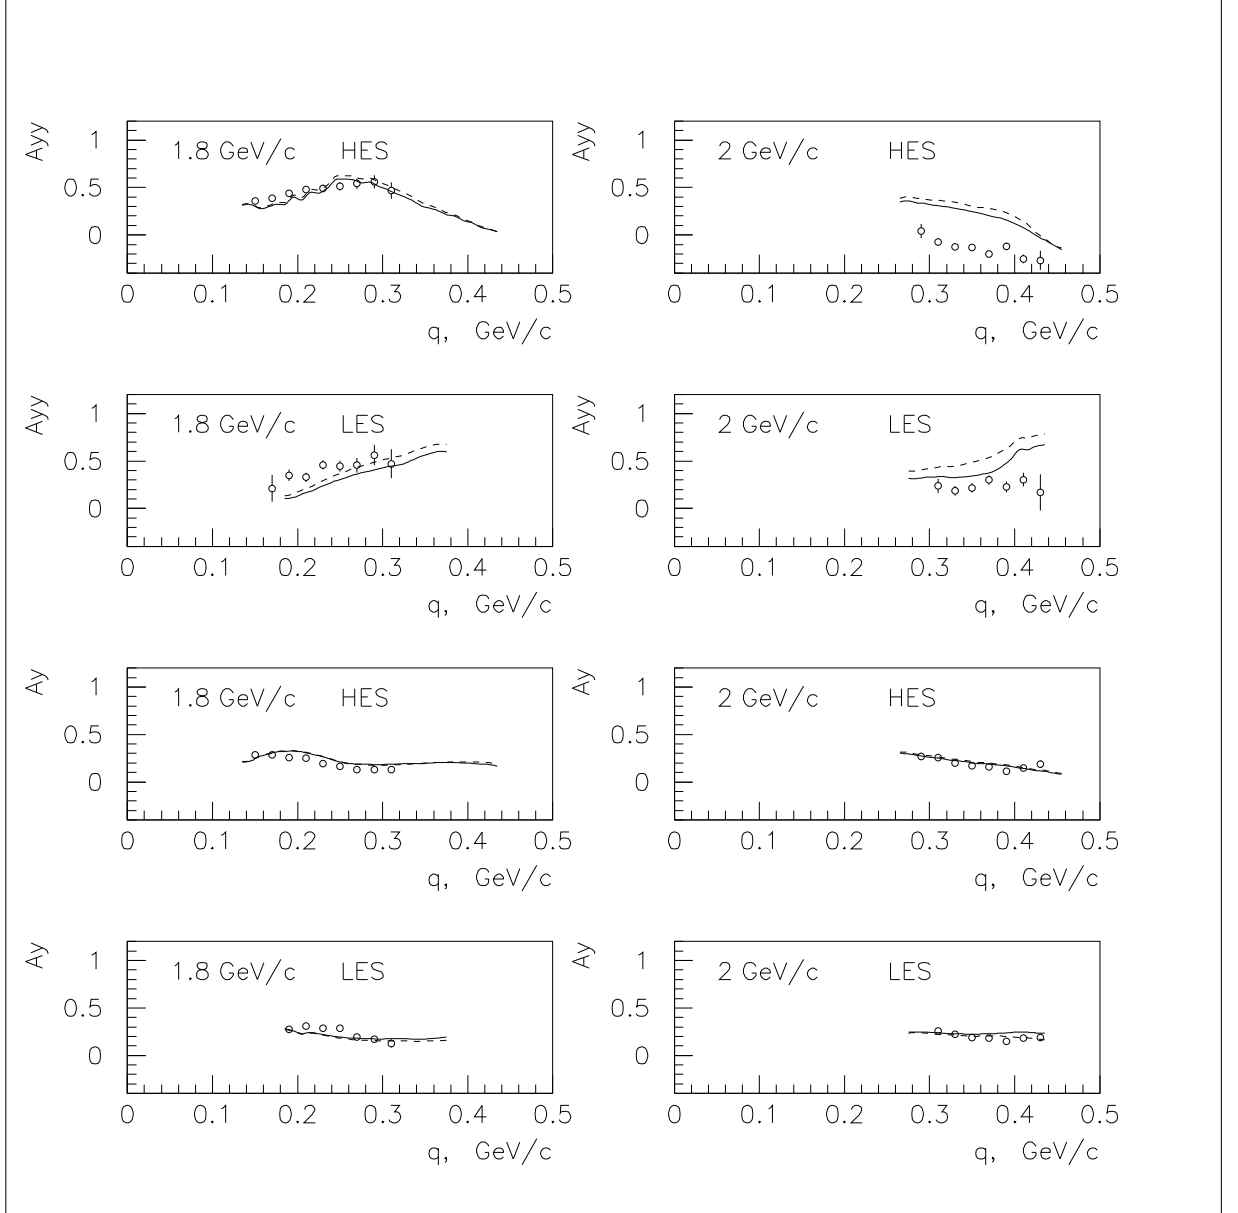 Ayy 1 0.5 0 1.8 GeV/c HES
0 0.1 0.2 0.3 0.4 0.5
q, GeV/c
Ayy 1 0.5 0 2 GeV/c HES
0 0.1 0.2 0.3 0.4 0.5
q, GeV/c
Ayy 1 0.5 0 1.8 GeV/c LES
0 0.1 0.2 0.3 0.4 0.5
q, GeV/c
Ayy 1 0.5 0 2 GeV/c LES
0 0.1 0.2 0.3 0.4 0.5
q, GeV/c
Ay 1 0.5 0 1.8 GeV/c HES
0 0.1 0.2 0.3 0.4 0.5
q, GeV/c
Ay 1 0.5 0 2 GeV/c HES
0 0.1 0.2 0.3 0.4 0.5
q, GeV/c
Ay 1 0.5 0 1.8 GeV/c LES
0 0.1 0.2 0.3 0.4 0.5
q, GeV/c
Ay 1 0.5 0 2 GeV/c LES
0 0.1 0.2 0.3 0.4 0.5
q, GeV/c